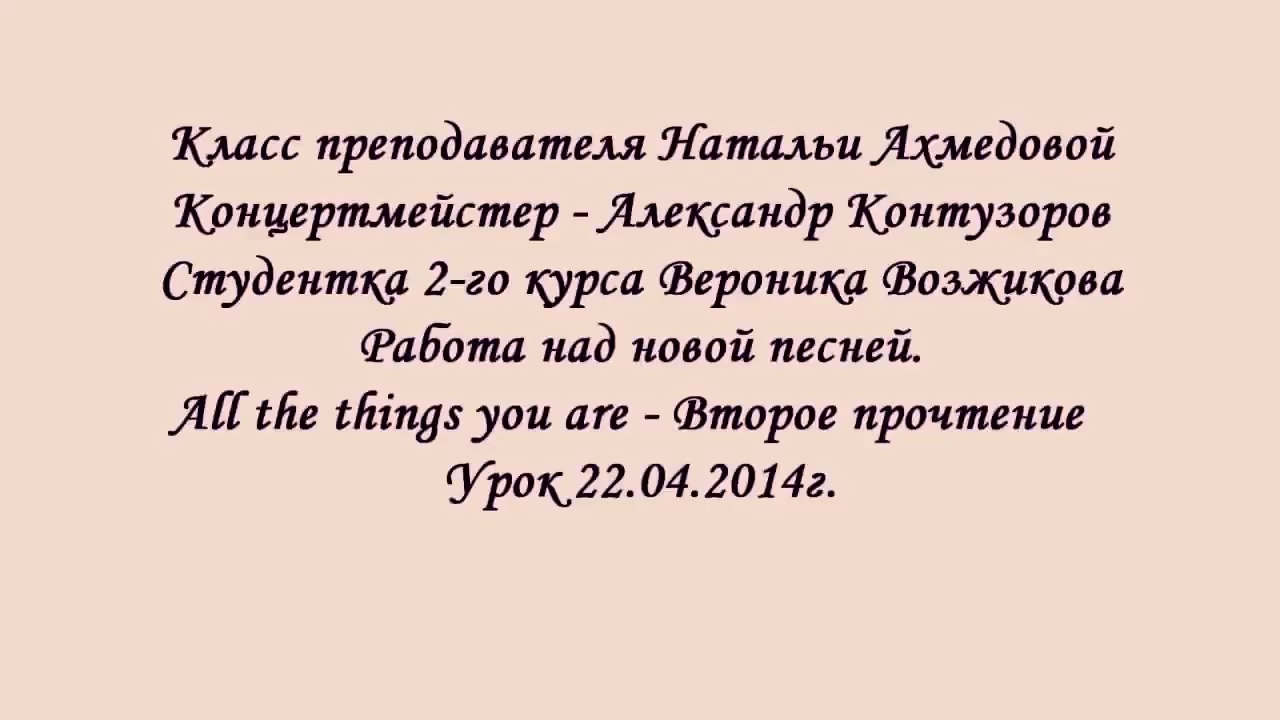 Класс преподавателя Натальи Ахмедовой
Концертмейстер - Александр Контузоров
Студентка 2-го курса Вероника Возжикова
Работа над новой песней.
All the things you are - Второе прочтение
Урок 22.04.2014г.